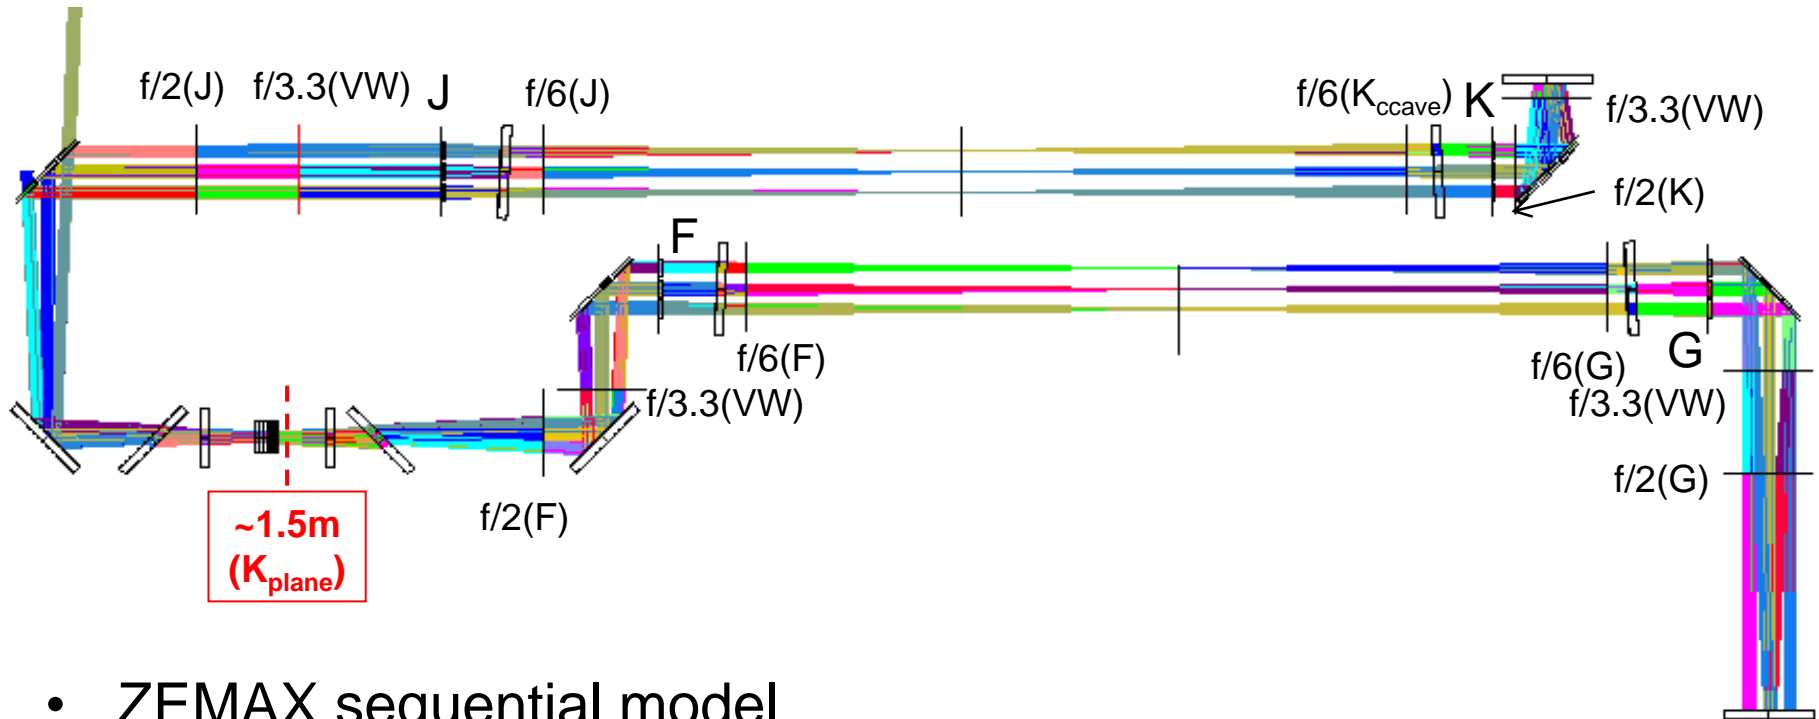 f/2(J) f/3.3(VW) J f/6(J) f/6(Kccave) K f/3.3(VW)
f/2(K)
F
f/6(F) f/6(G) G
f/3.3(VW) f/3.3(VW)
f/2(G)
f/2(F)
~1.5m
(Kplane)
• ZEMAX sequential model